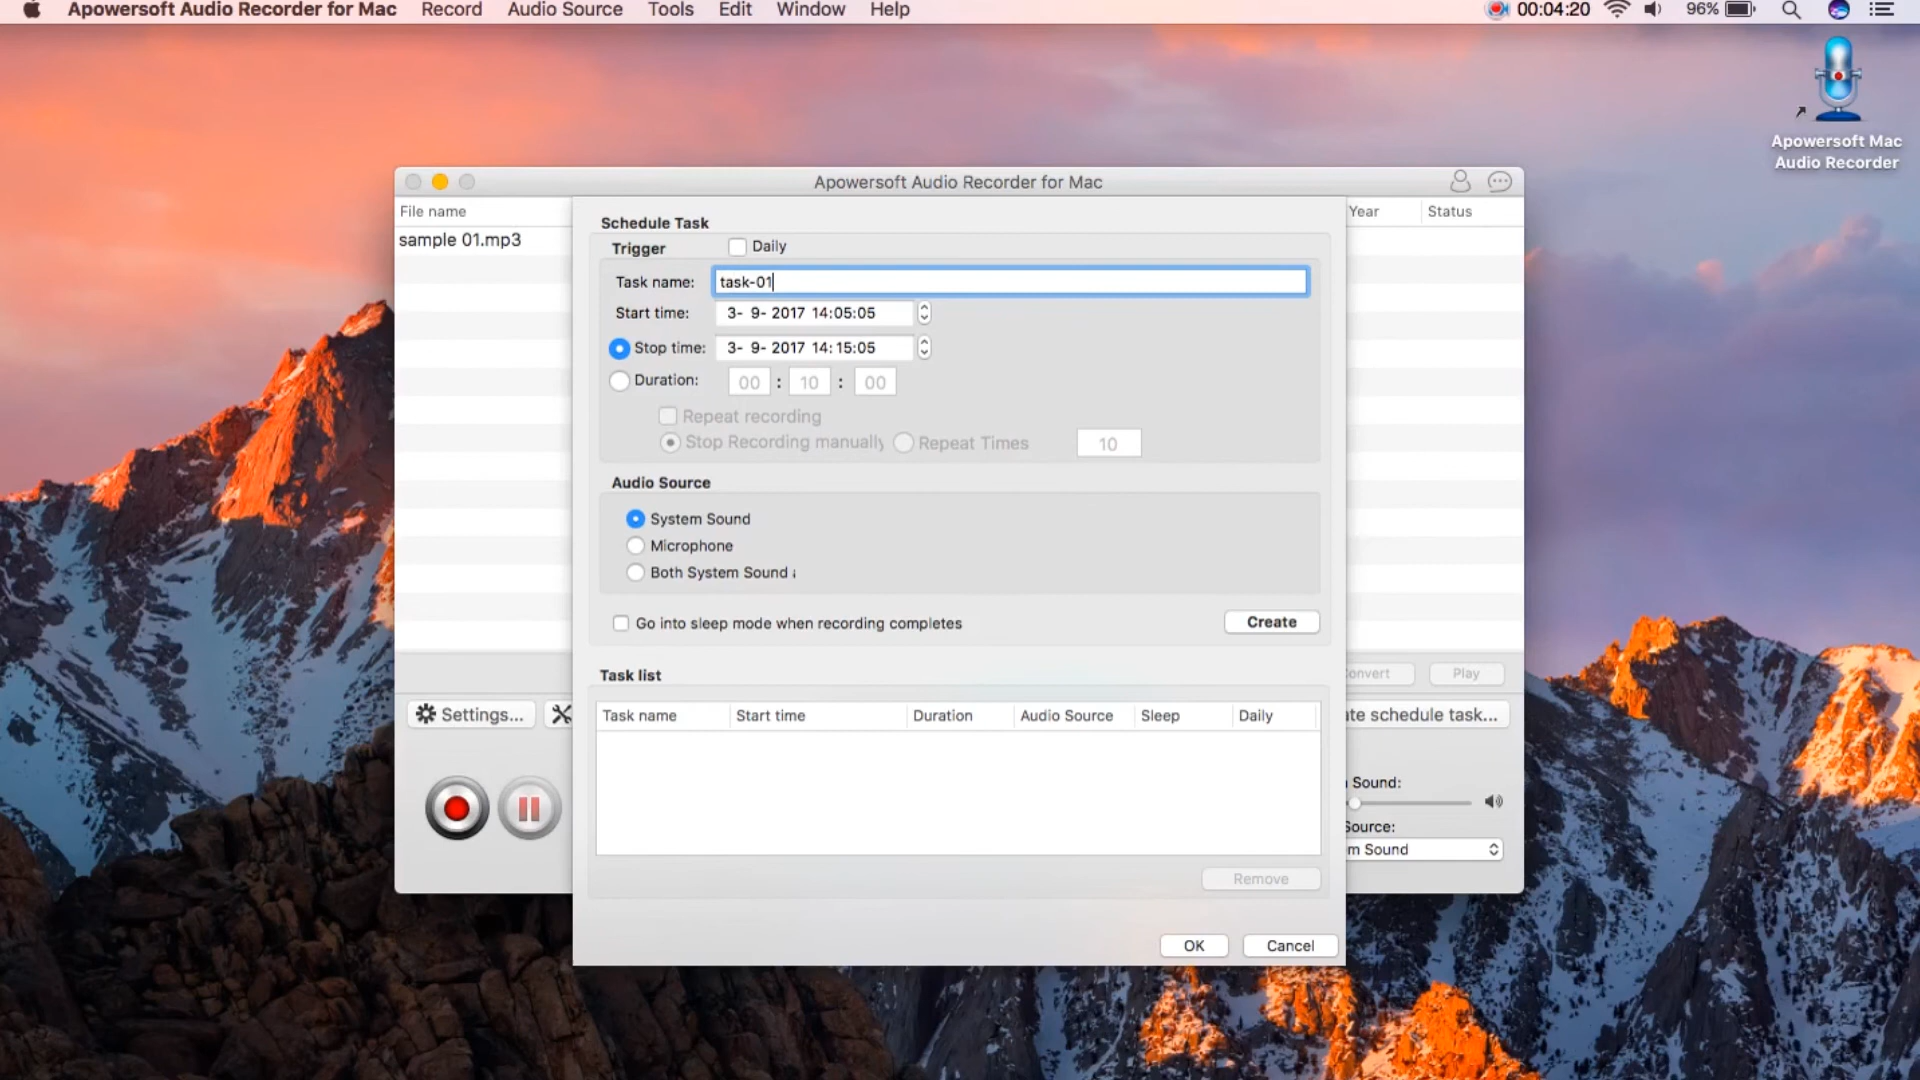 Apowersoft Audio Recorder for Mac Record Audio Source Tools Edit Window Help 00:04:20 96%
Apowersoft Mac
Audio Recorder
Apowersoft Audio Recorder for Mac
File name Year Status
sample 01.mp3
Schedule Task
Trigger Daily
Task name: task-01
Start time: 3- 9- 2017 14:05:05
Stop time: 3- 9- 2017 14:15:05
Duration: 00 : 10 : 00
Repeat recording
Stop Recording manually Repeat Times 10
Audio Source
System Sound
Microphone
Both System Sound
Go into sleep mode when recording completes Create
Task list
onvert Play
Task name Start time Duration Audio Source Sleep Daily
Settings... te schedule task...
Sound:
Source:
m Sound
Remove
OK Cancel